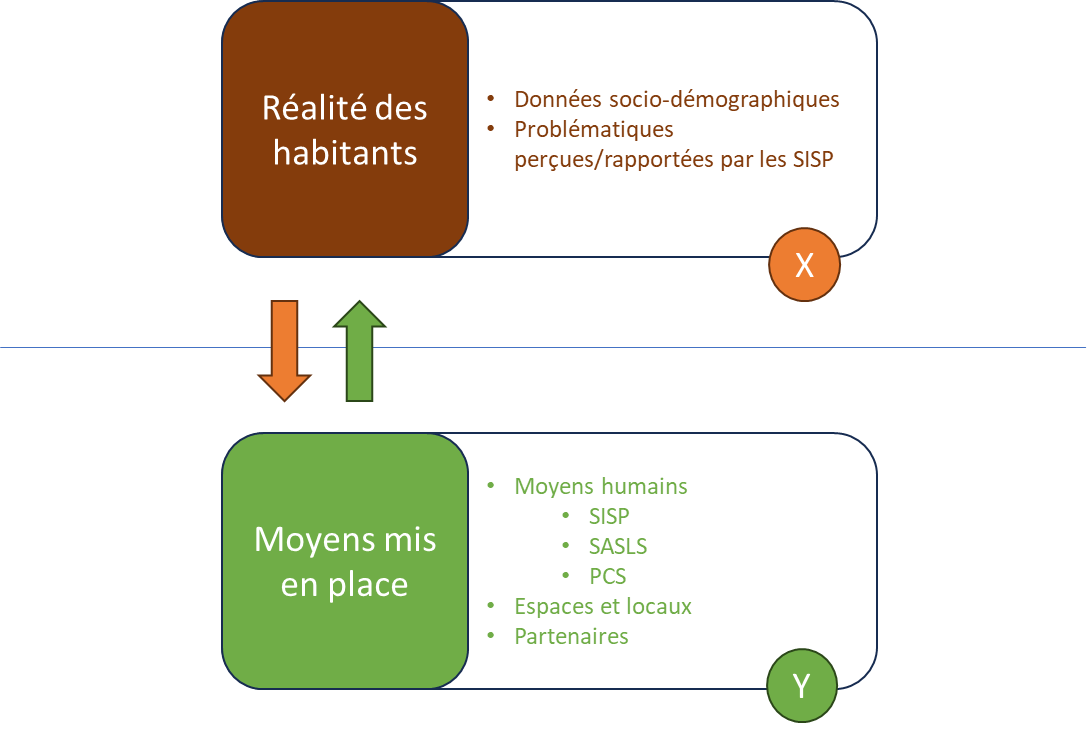 Réalité des
habitants
• Données socio-démographiques
• Problématiques
perçues/rapportées par les SISP
X
Moyens mis
en place
• Moyens humains
• SISP
• SASLS
• PCS
• Espaces et locaux
• Partenaires
Y